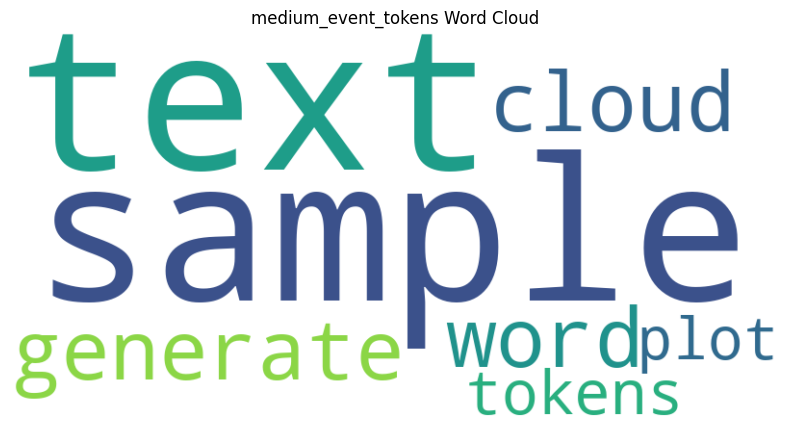 medium_event_tokens Word Cloud
text cloud
sample
generate word plot
tokens